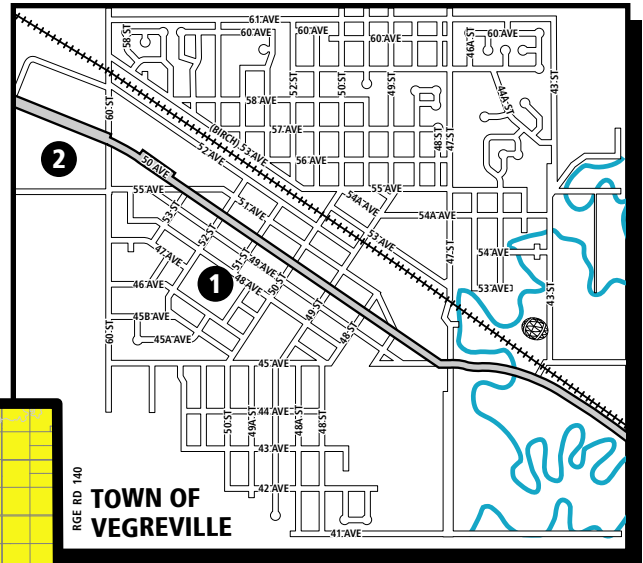 61 AVE
58 ST
60 AVE
60 AVE
60 AVE
46A ST
60 AVE
60 ST
52 ST
50 ST
49 ST
43 ST
58 AVE
44A ST
57 AVE
(BIRCH) 53 AVE
52 AVE
56 AVE
48 ST
47 ST
2
50 AVE
55 AVE
55 AVE
54A AVE
54A AVE
53 ST
51 AVE
52 ST
53 AVE
47 ST
47 AVE
51 ST
49 AVE
54 AVE
46 AVE
1
48 AVE
50 ST
53 AVE
43 ST
45B AVE
49 ST
60 ST
45A AVE
48 ST
45 AVE
44 AVE
50 ST
49A ST
48A ST
48 ST
43 AVE
42 AVE
RGE RD 140
TOWN OF
VEGREVILLE
41 AVE